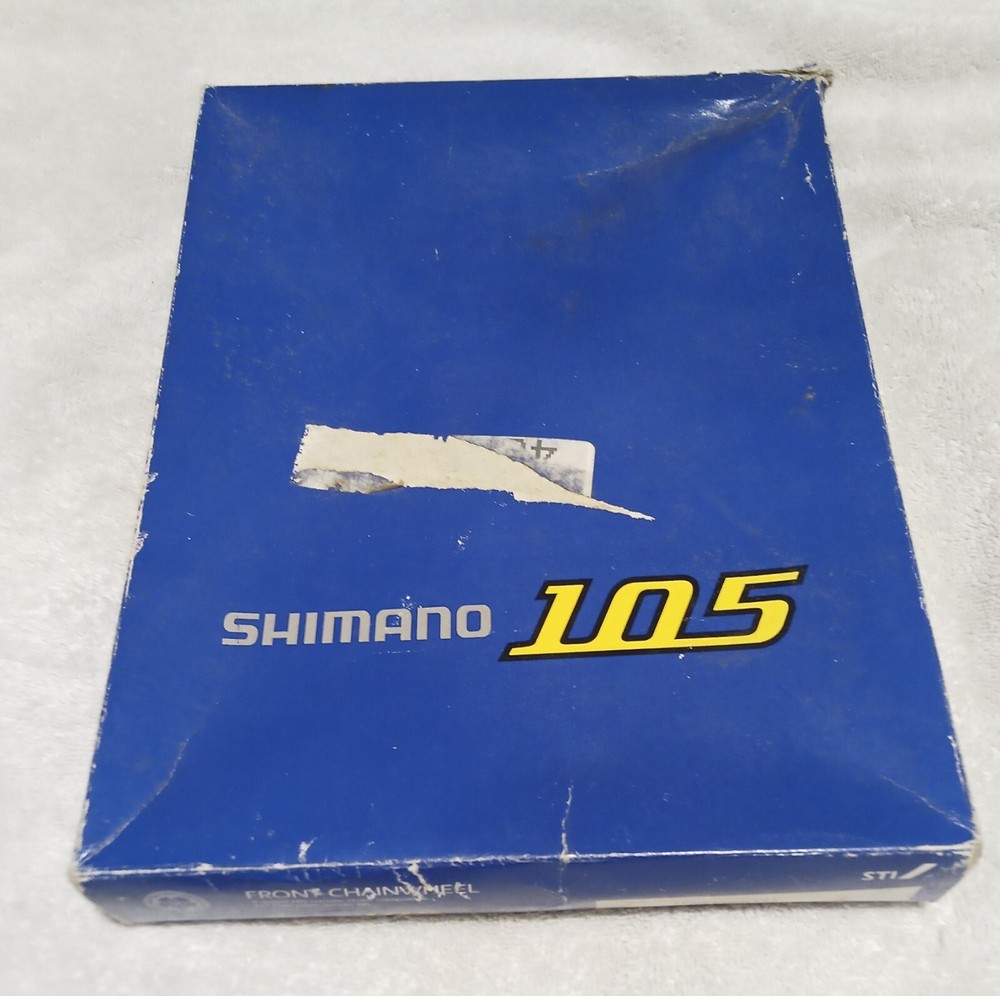 SHIMANO 105
FRONT CHAINWHEEL
STI